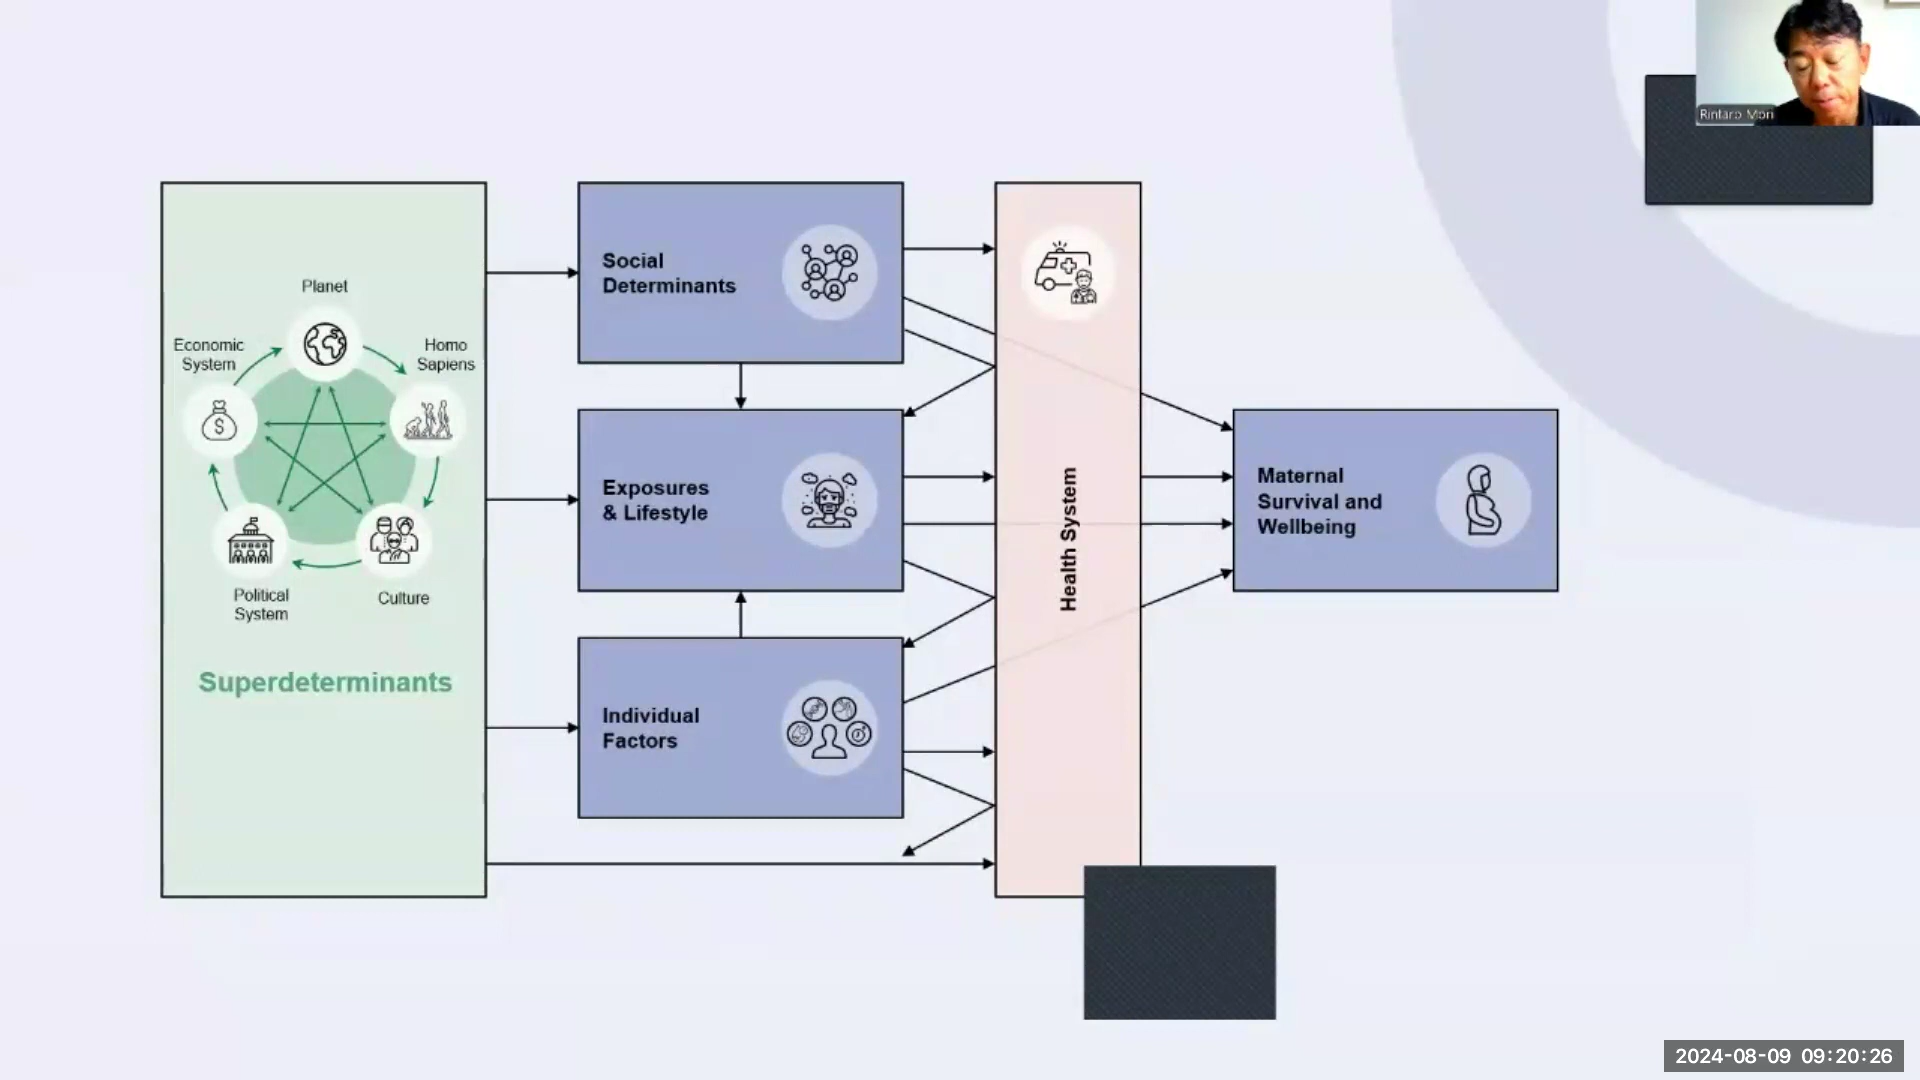 Rintaro Mori
Planet
Economic
System
Homo
Sapiens
Political
System
Culture
Superdeterminants
Social
Determinants
Exposures
& Lifestyle
Individual
Factors
Health System
Maternal
Survival and
Wellbeing
2024-08-09 09:20:26